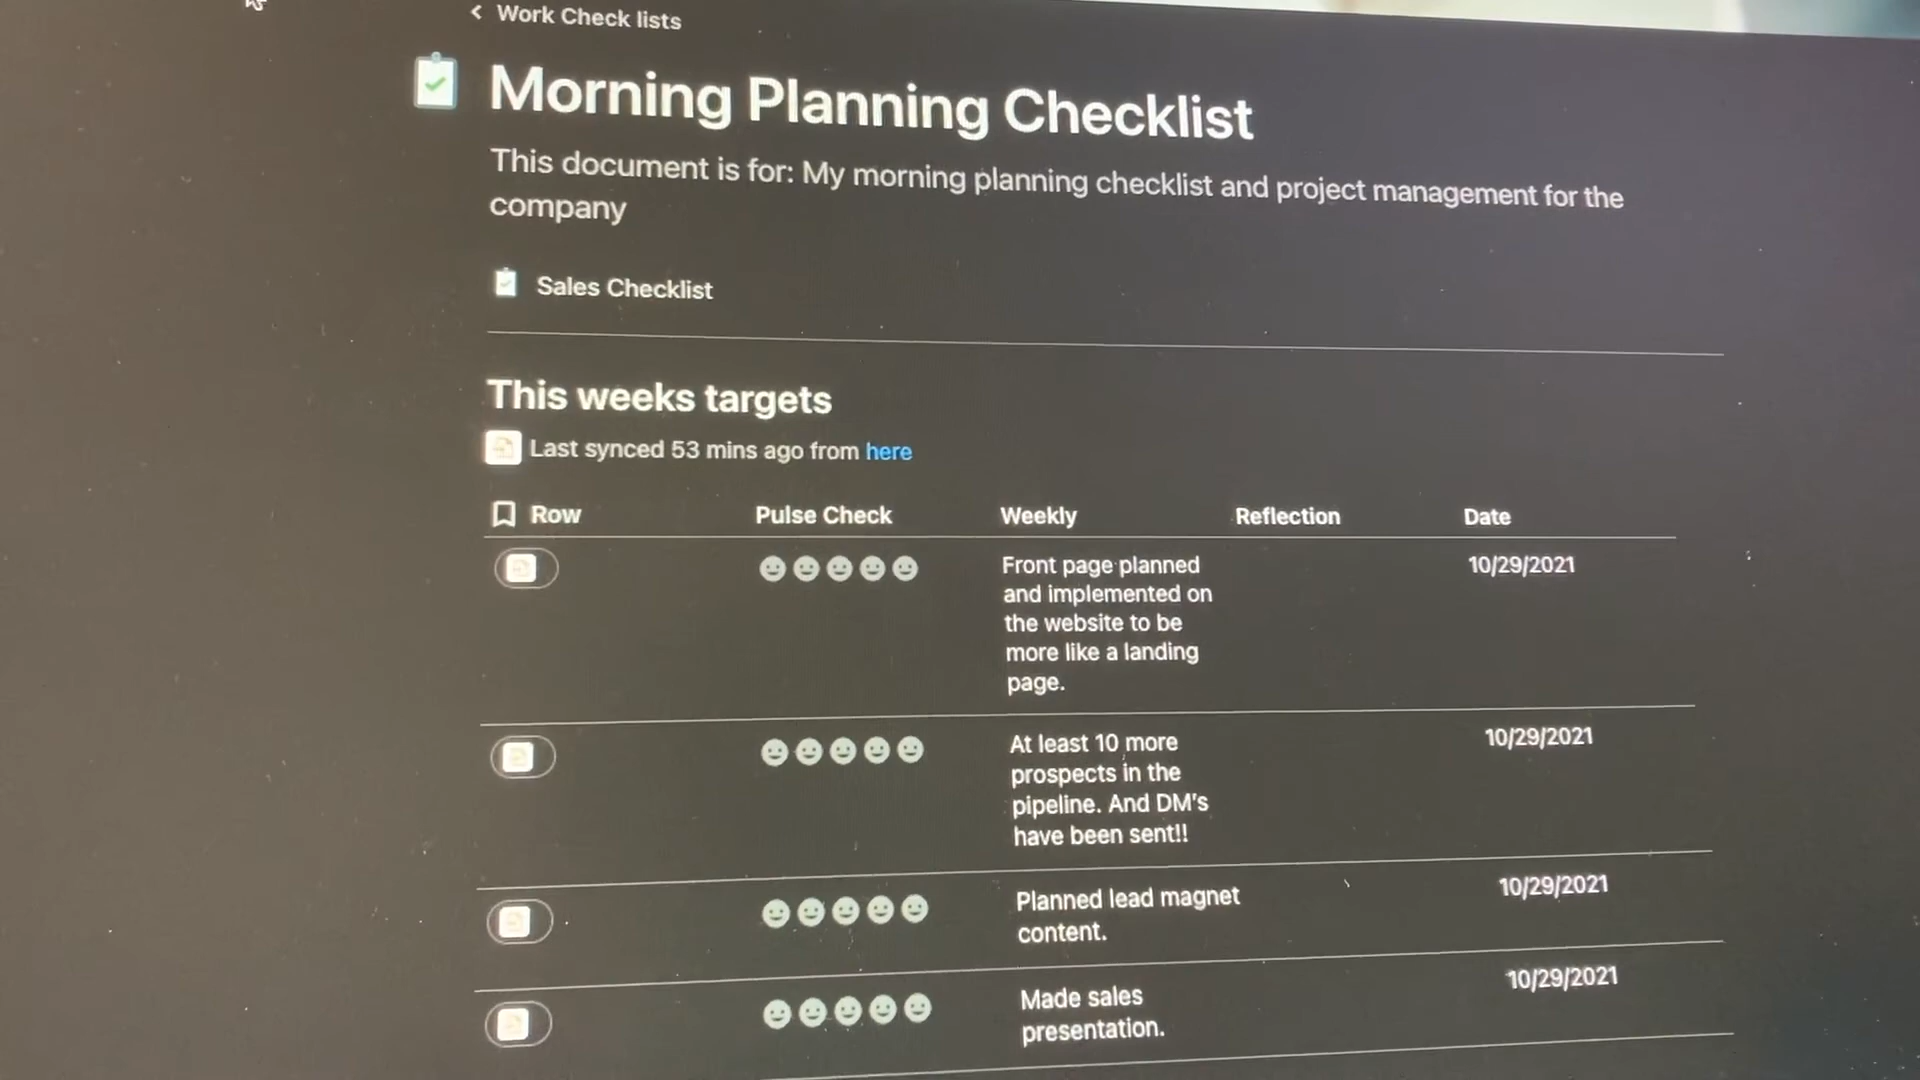 Work Check lists
Morning Planning Checklist
This document is for: My morning planning checklist and project management for the
company
Sales Checklist
This weeks targets
Last synced 53 mins ago from here
Row Pulse Check Weekly Reflection Date
Front page planned 10/29/2021
and implemented on
the website to be
more like a landing
page.
At least 10 more 10/29/2021
prospects in the
pipeline. And DM's
have been sent!!
Planned lead magnet 10/29/2021
content.
Made sales 10/29/2021
presentation.